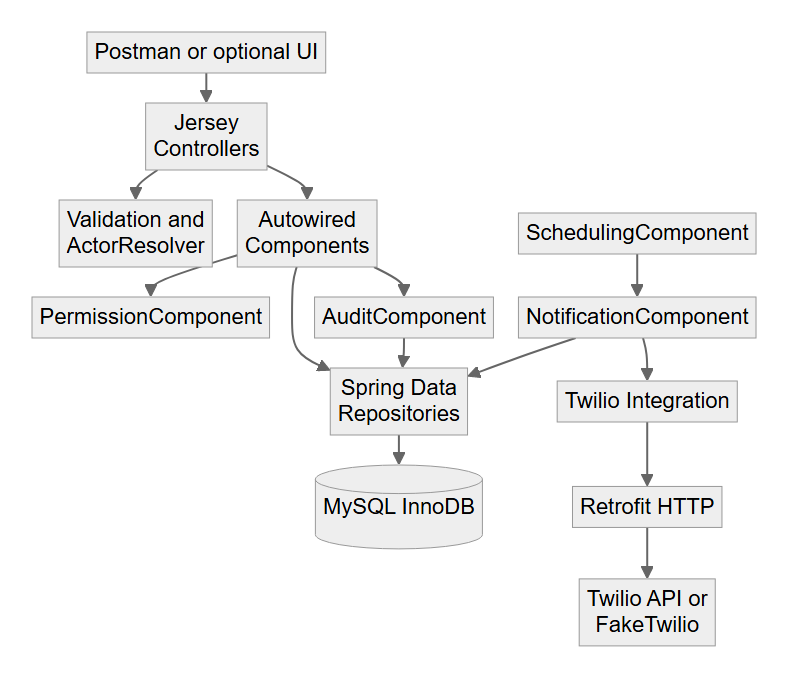 Postman or optional UI
Jersey
Controllers
Validation and
ActorResolver
Autowired
Components
SchedulingComponent
PermissionComponent
AuditComponent
NotificationComponent
Spring Data
Repositories
Twilio Integration
MySQL InnoDB
Retrofit HTTP
Twilio API or
FakeTwilio